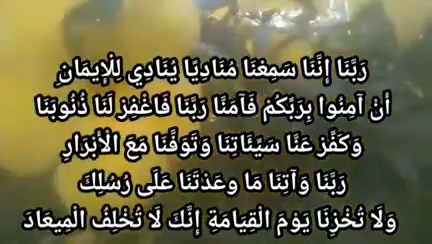 رَبَّنَا إِنَّنَا سَمِعْنَا مُنَادِيًا يُنَادِي لِلْإِيمَانِ
أَنْ آمِنُوا بِرَبِّكُمْ فَآمَنَّا رَبَّنَا فَاغْفِرْ لَنَا ذُنُوبَنَا
وَكَفِّرْ عَنَّا سَيِّئَاتِنَا وَتَوَفَّنَا مَعَ الْأَبْرَارِ
رَبَّنَا وَآتِنَا مَا وَعَدْتَنَا عَلَى رُسُلِكَ
وَلَا تُخْزِنَا يَوْمَ الْقِيَامَةِ إِنَّكَ لَا تُخْلِفُ الْمِيعَادَ